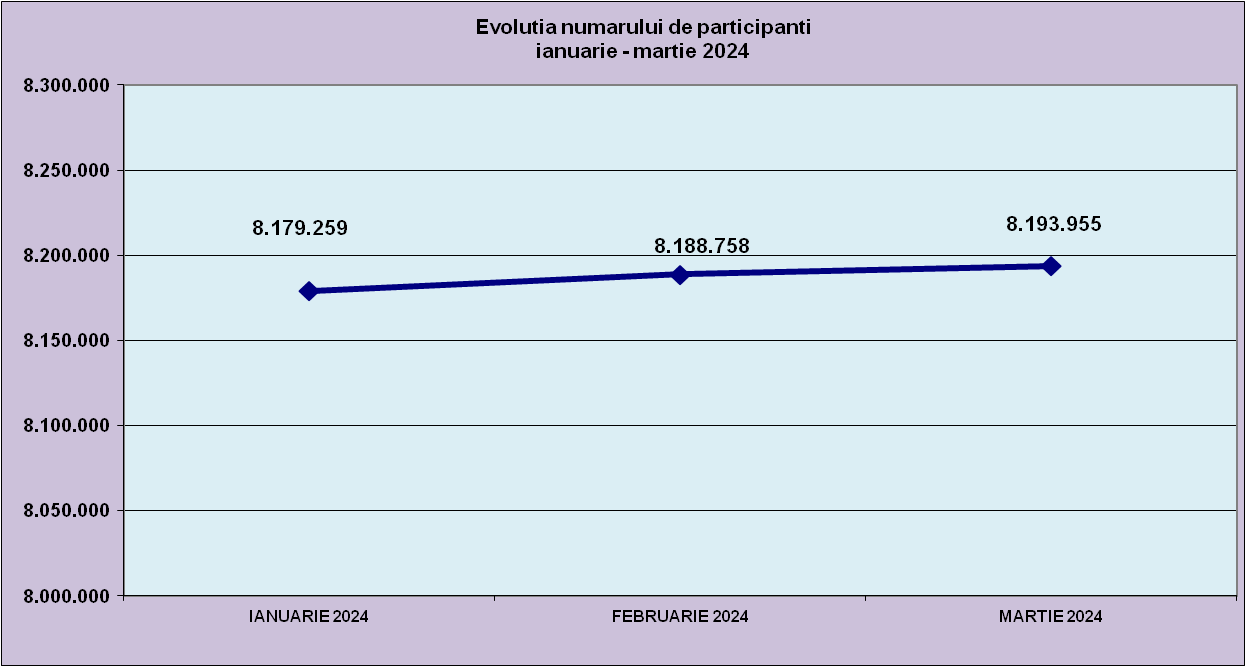 Evolutia numarului de participanti
ianuarie - martie 2024
8.300.000
8.250.000
8.200.000
8.150.000
8.100.000
8.050.000
8.000.000
8.179.259
8.188.758
8.193.955
IANUARIE 2024
FEBRUARIE 2024
MARTIE 2024